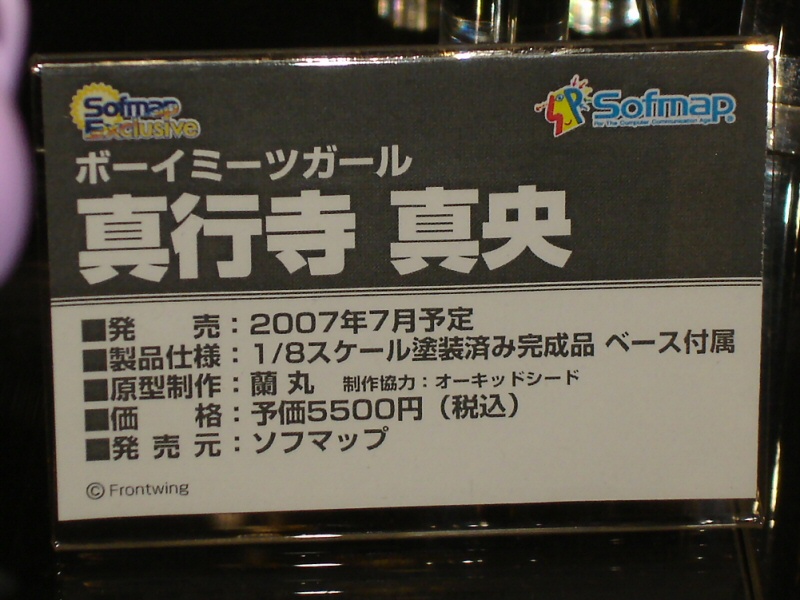 Sofmap
Exclusive
Sofmap
For The Computer Communication Age
ボーイミーツガール
真行寺 真央
■発 売：2007年7月予定
■製品仕様：1/8スケール塗装済み完成品 ベース付属
■原型制作：蘭 丸 制作協力：オーキッドシード
■価 格：予価5500円（税込）
■発 売 元：ソフマップ
©Frontwing